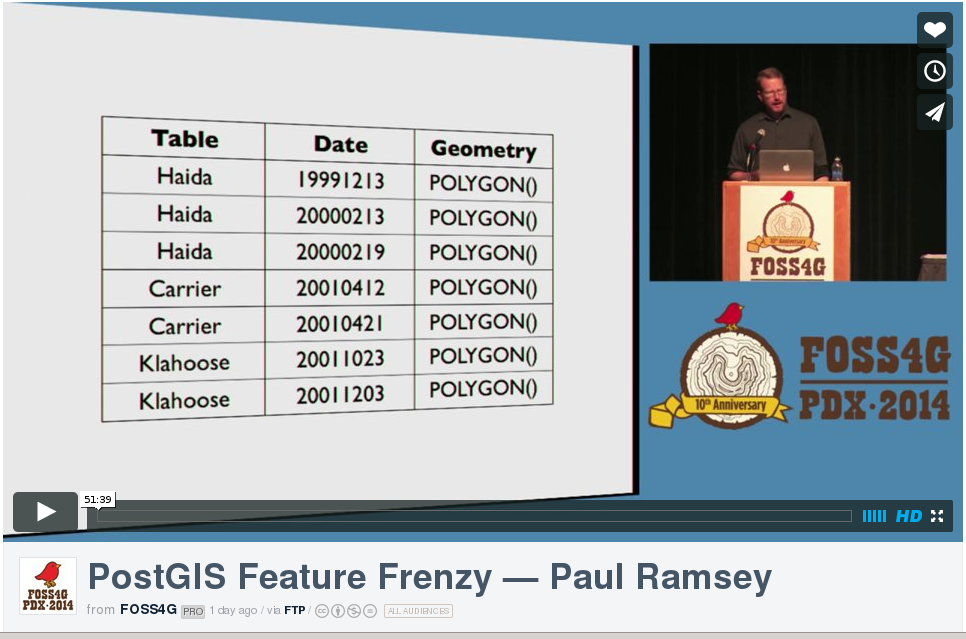 Table Date Geometry
Haida 19991213 POLYGON()
Haida 20000213 POLYGON()
Haida 20000219 POLYGON()
Carrier 20010412 POLYGON()
Carrier 20010421 POLYGON()
Klahoose 20011023 POLYGON()
Klahoose 20011203 POLYGON()
10th Anniversary
FOSS4G
10th Anniversary
FOSS4G
PDX·2014
51:39
HD
FOSS4G
PDX·2014
PostGIS Feature Frenzy — Paul Ramsey
from FOSS4G PRO 1 day ago / via FTP / cc ALL AUDIENCES